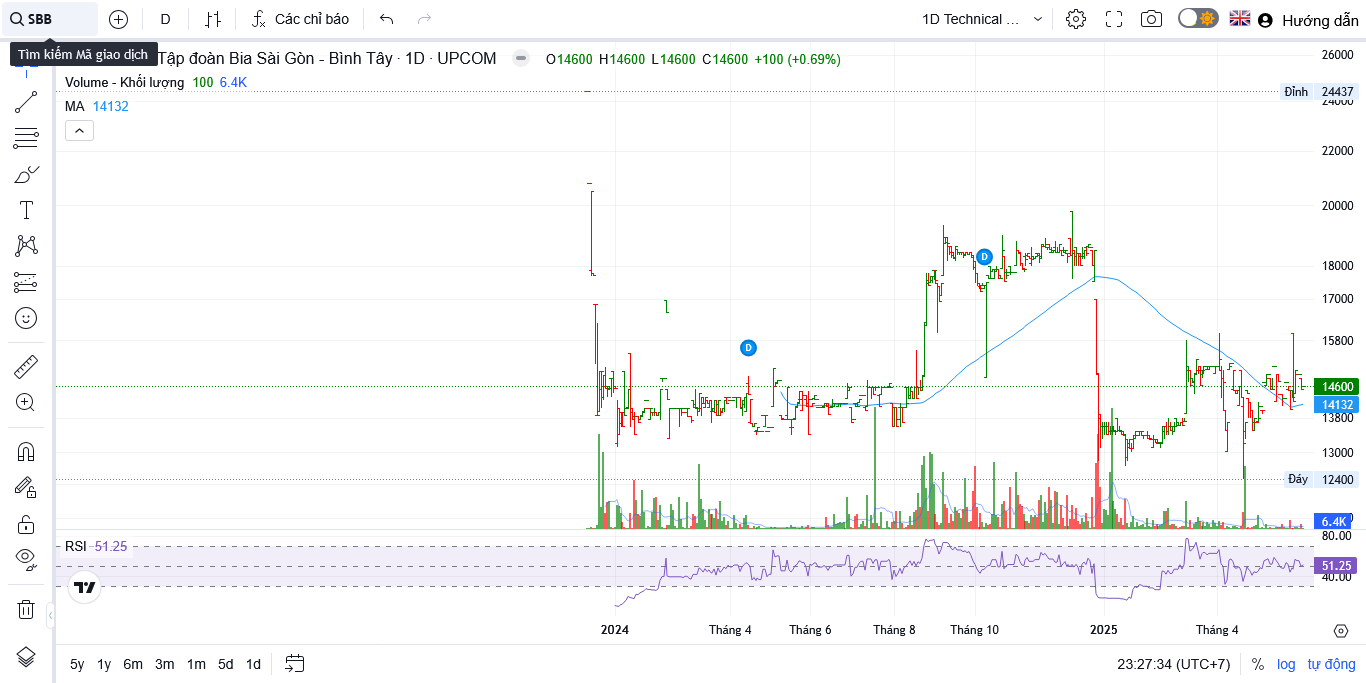 SBB
D
Các chỉ báo
1D Technical ...
Hướng dẫn
Tìm kiếm Mã giao dịch
Tập đoàn Bia Sài Gòn - Bình Tây · 1D · UPCOM
O14600 H14600 L14600 C14600 +100 (+0.69%)
Volume - Khối lượng 100 6.4K
MA 14132
26000
Đỉnh 24437
24000
22000
20000
18000
17000
15800
14600
14132
13800
13000
Đáy 12400
6.4K
D
D
RSI 51.25
80.00
51.25
40.00
2024
Tháng 4
Tháng 6
Tháng 8
Tháng 10
2025
Tháng 4
5y 1y 6m 3m 1m 5d 1d
23:27:34 (UTC+7)
%
log
tự động